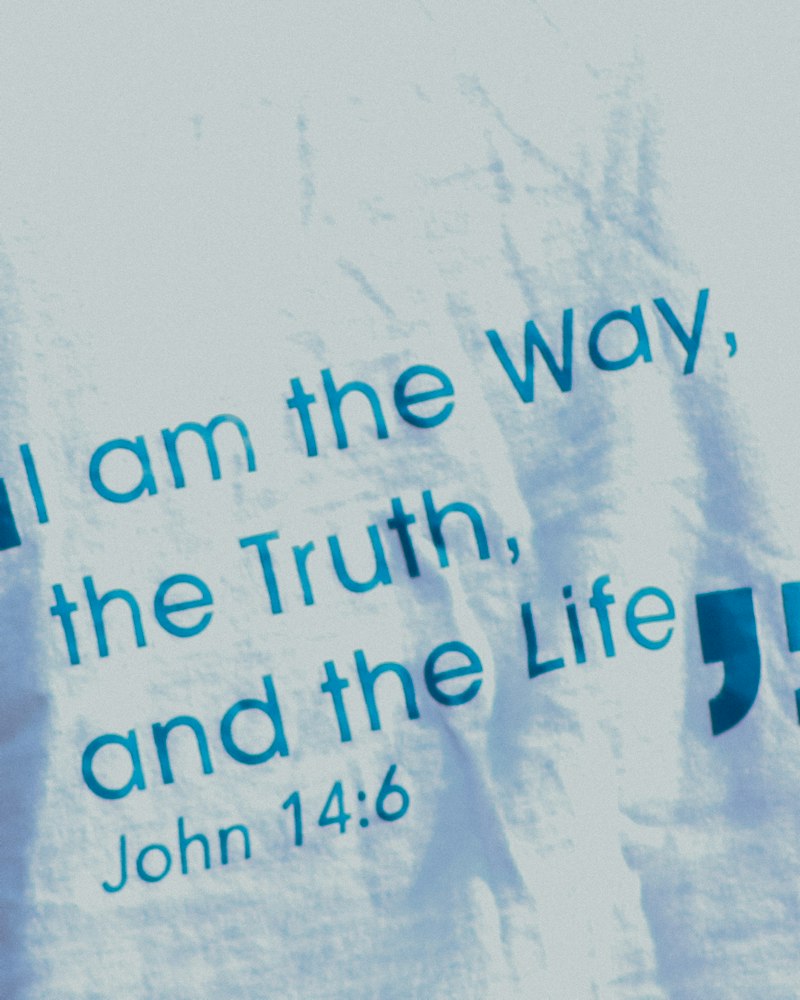 "I am the Way,
the Truth,
and the Life"
John 14:6